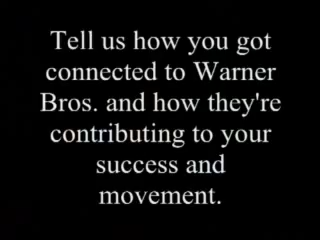 Tell us how you got
connected to Warner
Bros. and how they're
contributing to your
success and
movement.